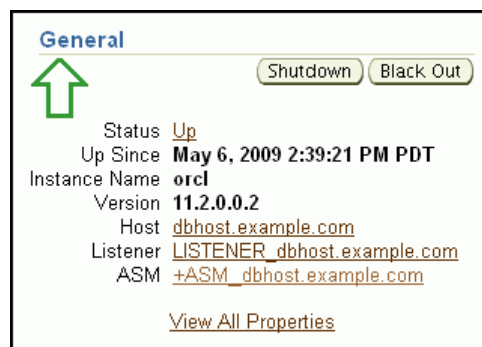 General
Shutdown Black Out
Status Up
Up Since May 6, 2009 2:39:21 PM PDT
Instance Name orcl
Version 11.2.0.0.2
Host dbhost.example.com
Listener LISTENER_dbhost.example.com
ASM +ASM_dbhost.example.com
View All Properties